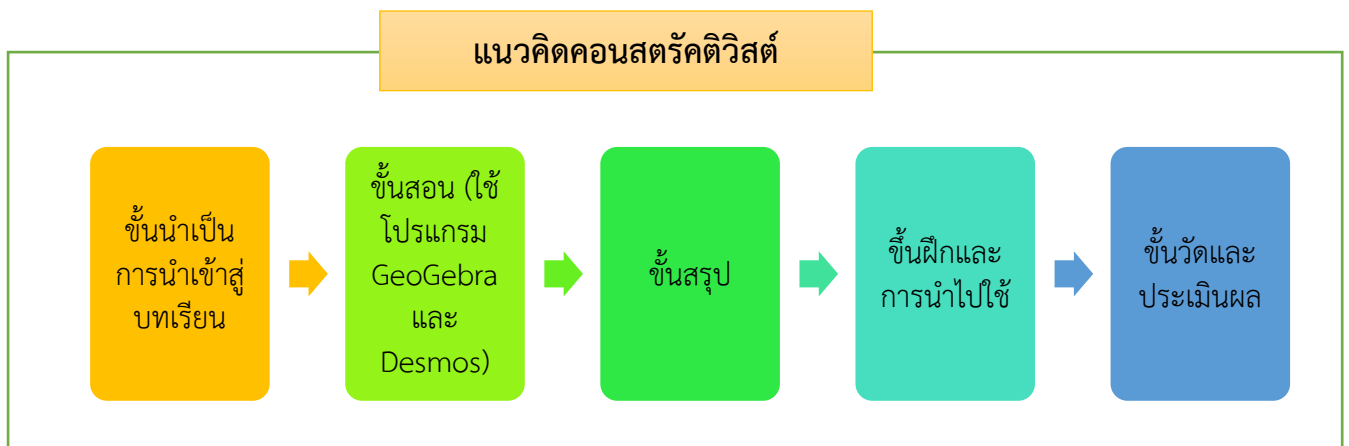 แนวคิดคอนสตรัคติวิสต์
ขั้นนำเป็น
การนำเข้าสู่
บทเรียน
ขั้นสอน (ใช้
โปรแกรม
GeoGebra
และ
Desmos)
ขั้นสรุป
ขึ้นฝึกและ
การนำไปใช้
ขั้นวัดและ
ประเมินผล